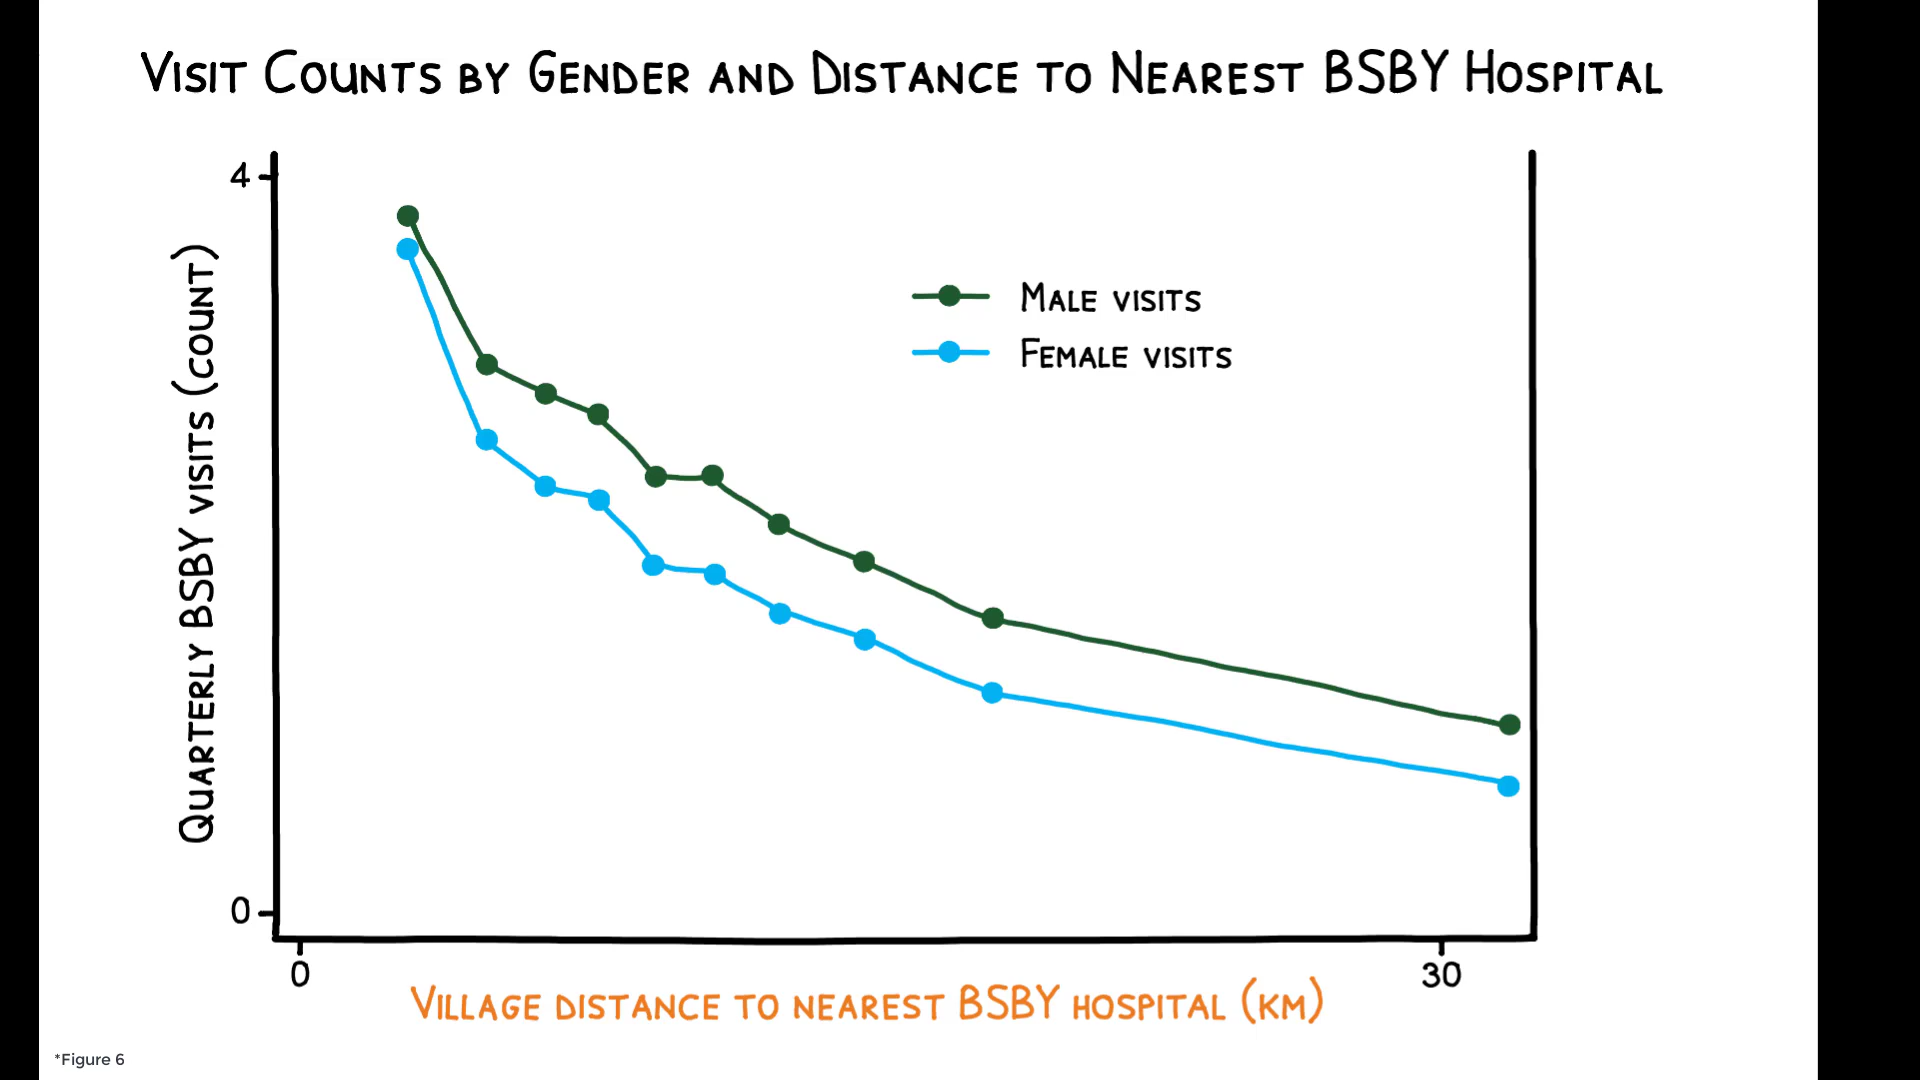 Visit Counts by Gender and Distance to Nearest BSBY Hospital
4
Quarterly BSBY visits (count)
Male visits
Female visits
0
0
30
Village distance to nearest BSBY hospital (km)
*Figure 6